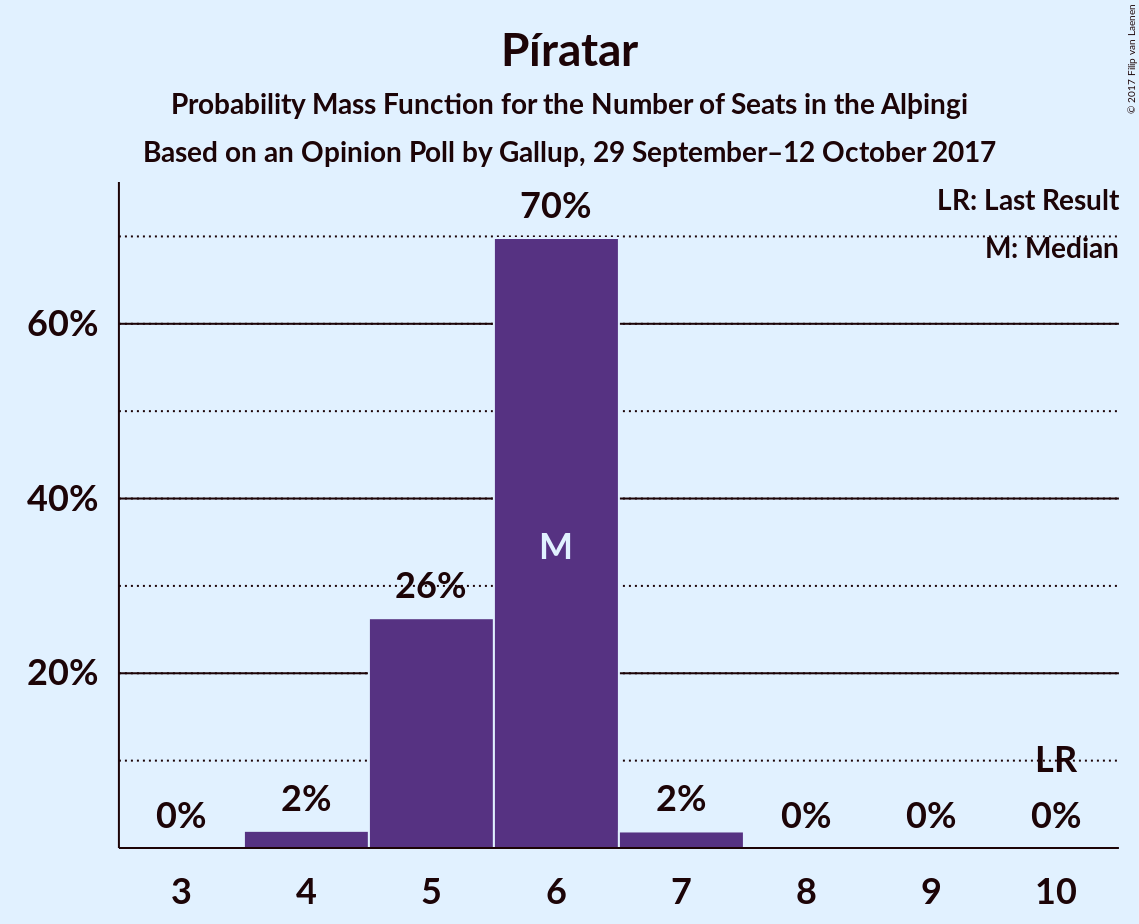 Píratar
Probability Mass Function for the Number of Seats in the Alþingi
Based on an Opinion Poll by Gallup, 29 September–12 October 2017
© 2017 Filip van Laenen
LR: Last Result
M: Median
70%
60%
40%
20%
M
26%
LR
0%
2%
2%
0%
0%
0%
3 4 5 6 7 8 9 10